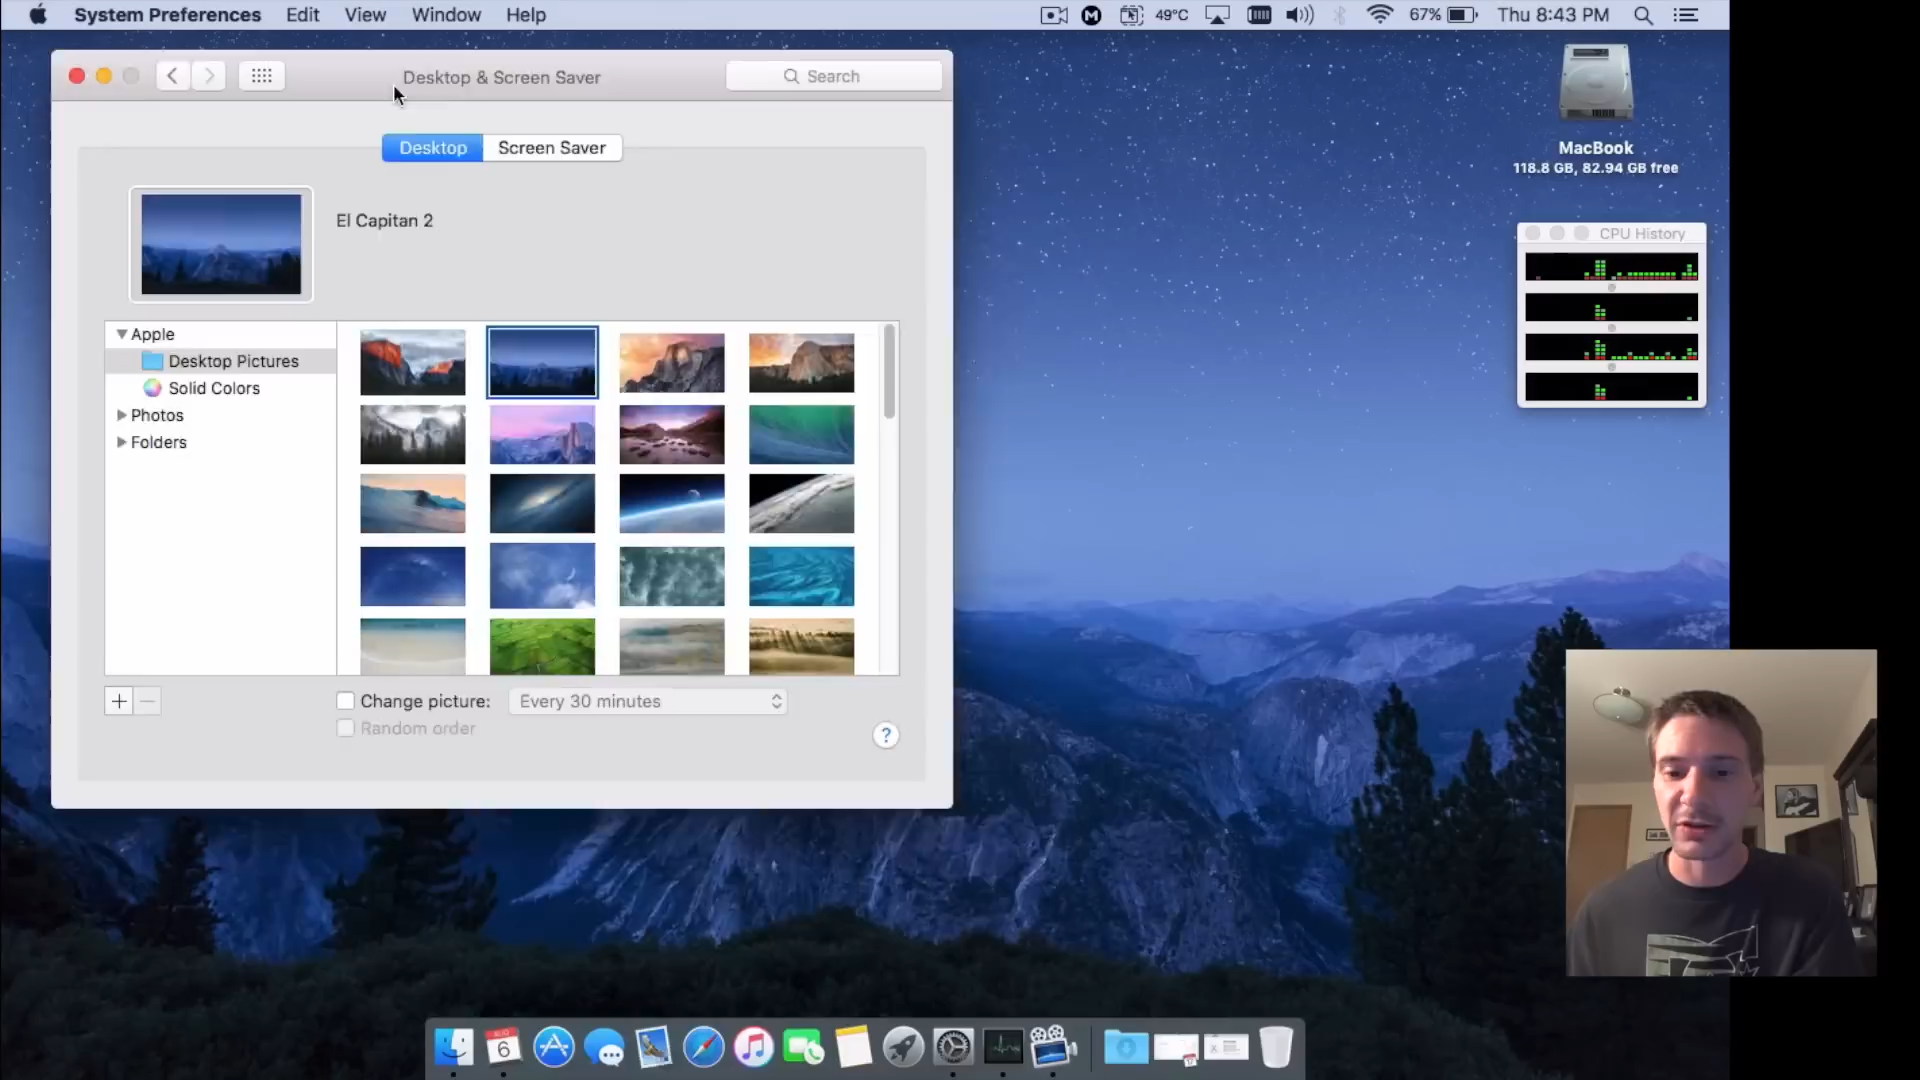 System Preferences Edit View Window Help 49°C 67% Thu 8:43 PM
Desktop & Screen Saver Search
Desktop Screen Saver
El Capitan 2
Apple
Desktop Pictures
Solid Colors
Photos
Folders
+ −
Change picture: Every 30 minutes
Random order
?
MacBook
118.8 GB, 82.94 GB free
CPU History
6